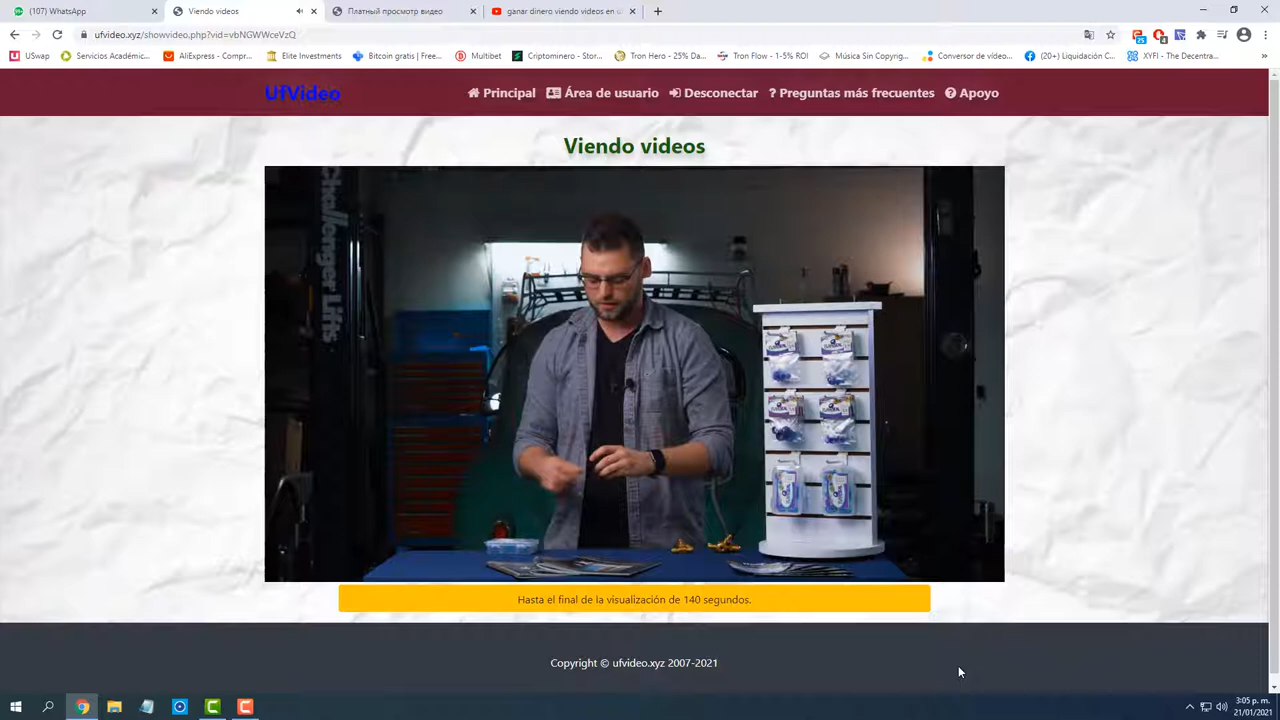 (107) WhatsApp
Viendo videos
Платный просмотр видео
ganar dinero viendo videos en
ufvideo.xyz/showvideo.php?vid=vbNGWWceVzQ
USwap
Servicios Académic...
AliExpress - Compr...
Elite Investments
Bitcoin gratis | Free...
Multibet
Criptominero - Stor...
Tron Hero - 25% Da...
Tron Flow - 1-5% ROI
Música Sin Copyrig...
Conversor de vídeo...
(20+) Liquidación C...
XYFI - The Decentra...
»
UfVideo
Principal
Área de usuario
Desconectar
? Preguntas más frecuentes
Apoyo
Viendo videos
Challenger Lifts
Hasta el final de la visualización de 140 segundos.
Copyright © ufvideo.xyz 2007-2021
3:05 p. m.
21/01/2021